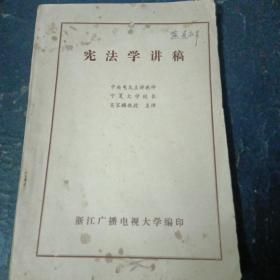 宪法学讲稿
中央电大主讲教师
宁夏大学校长
吴家麟教授 主讲
浙江广播电视大学编印